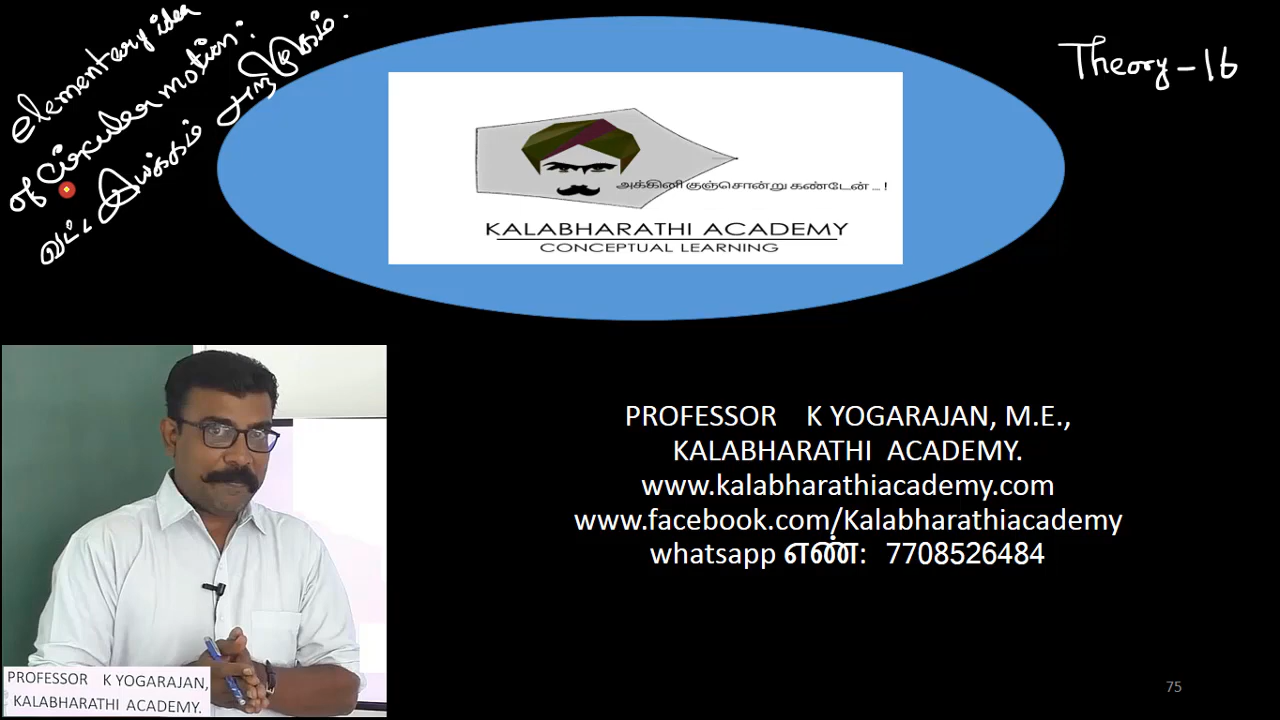 elementary idea
of circular motion:
வட்ட இயக்கம் அறிமுகம்.
Theory-16
அக்கினி குஞ்சொன்று கண்டேன் ...!
KALABHARATHI ACADEMY
CONCEPTUAL LEARNING
PROFESSOR K YOGARAJAN, M.E.,
KALABHARATHI ACADEMY.
www.kalabharathiacademy.com
www.facebook.com/Kalabharathiacademy
whatsapp எண்: 7708526484
PROFESSOR K YOGARAJAN,
KALABHARATHI ACADEMY.
75